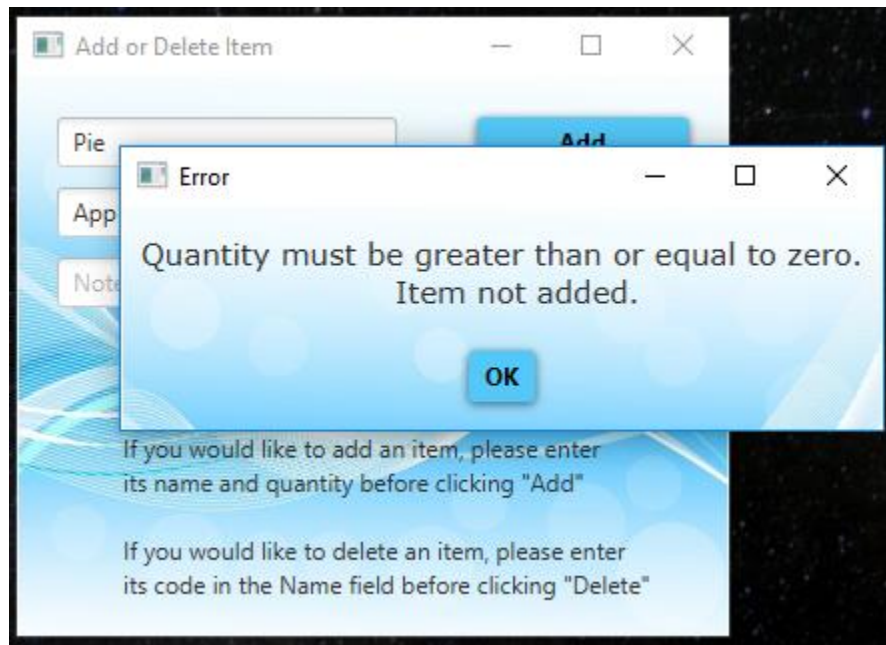 Add or Delete Item
Pie
Add
Error
App
Quantity must be greater than or equal to zero.
Item not added.
Note
OK
If you would like to add an item, please enter
its name and quantity before clicking "Add"
If you would like to delete an item, please enter
its code in the Name field before clicking "Delete"